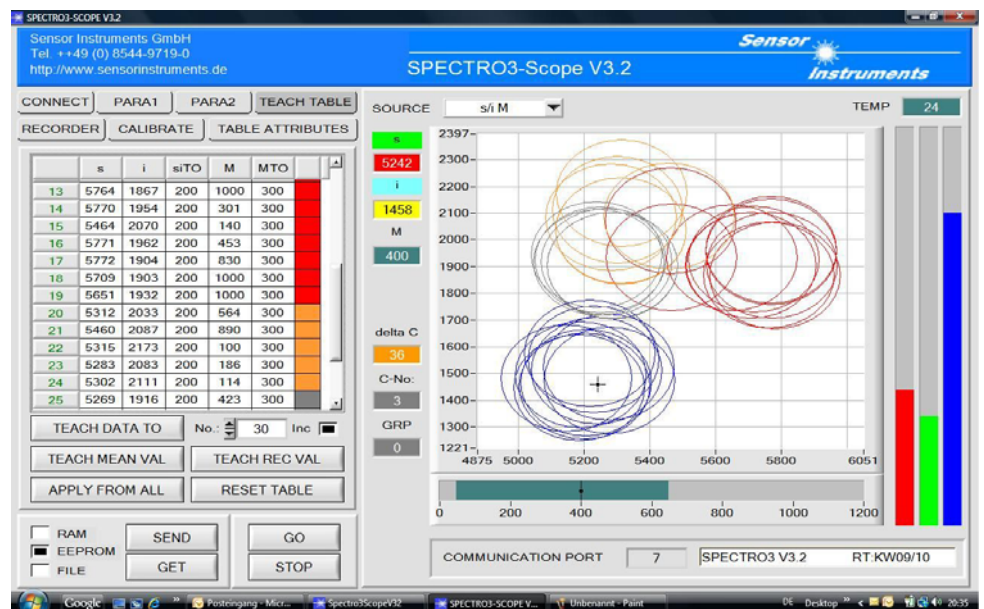 SPECTRO3-SCOPE V3.2
Sensor Instruments GmbH
Tel. ++49 (0) 8544-9719-0
http://www.sensorinstruments.de
SPECTRO3-Scope V3.2
Sensor
Instruments
CONNECT PARA1 PARA2 TEACH TABLE
RECORDER CALIBRATE TABLE ATTRIBUTES
s i siTO M MTO
13 5764 1867 200 1000 300
14 5770 1954 200 301 300
15 5464 2070 200 140 300
16 5771 1962 200 453 300
17 5772 1904 200 830 300
18 5709 1903 200 1000 300
19 5651 1932 200 1000 300
20 5312 2033 200 564 300
21 5460 2087 200 890 300
22 5315 2173 200 100 300
23 5283 2083 200 186 300
24 5302 2111 200 114 300
25 5269 1916 200 423 300
TEACH DATA TO No.: 30 Inc
TEACH MEAN VAL TEACH REC VAL
APPLY FROM ALL RESET TABLE
RAM
EEPROM
FILE
SEND GO
GET STOP
SOURCE s/i M TEMP 24
s
5242
i
1458
M
400
delta C
36
C-No:
3
GRP
0
2397
2300
2200
2100
2000
1900
1800
1700
1600
1500
1400
1300
1221
4875 5000 5200 5400 5600 5800 6051
0 200 400 600 800 1000 1200
COMMUNICATION PORT 7 SPECTRO3 V3.2 RT:KW09/10
Google » Posteingang - Micr... Spectro3ScopeV32 SPECTRO3-SCOPE V... Unbenannt - Paint DE Desktop » < 20:35